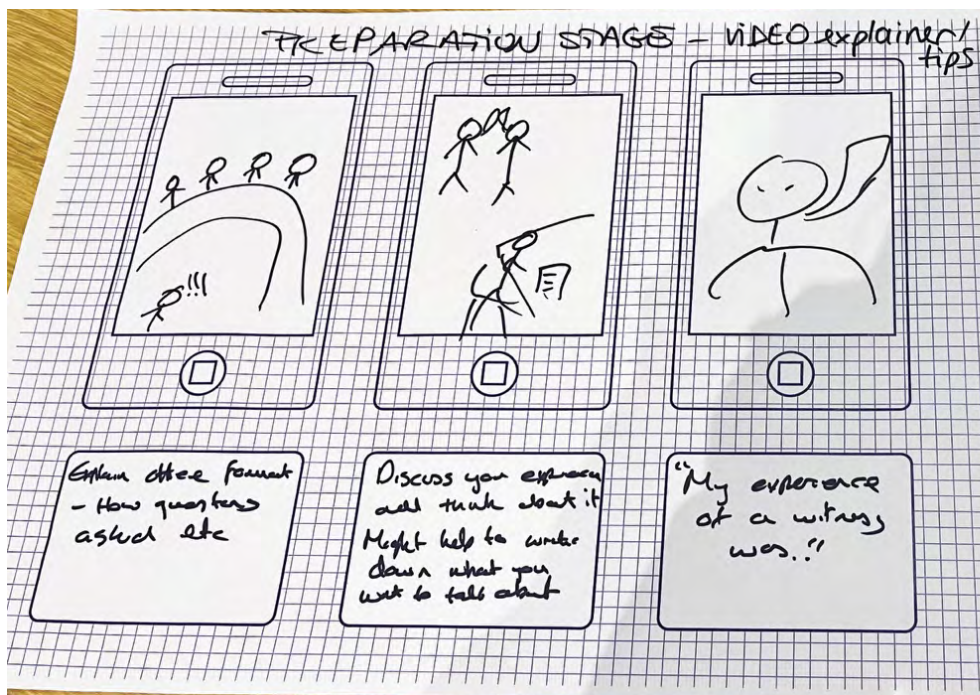 PREPARATION STAGE – VIDEO explainer/
tips
!!!
Explain cttee format
– How questions
asked etc
Discuss your experience
and think about it
Might help to write
down what you
want to talk about
"My experience
of a witness
was.."